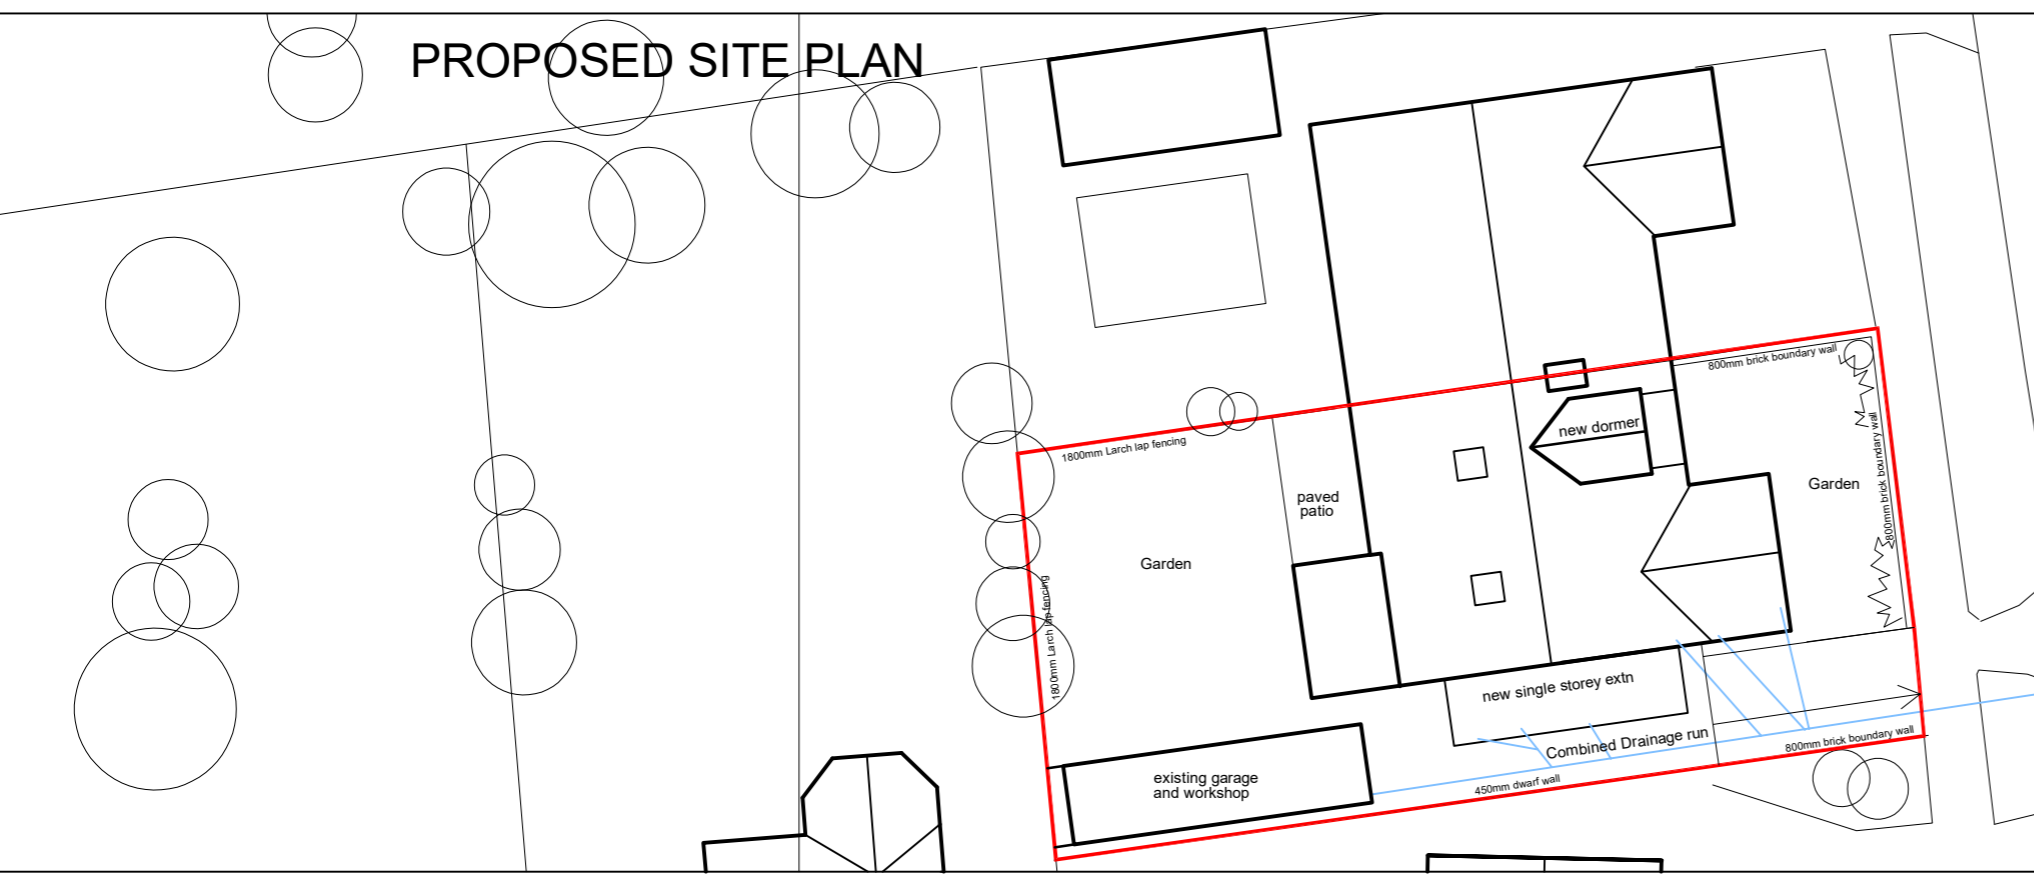 PROPOSED SITE PLAN
800mm brick boundary wall
new dormer
1800mm Larch lap fencing
800mm brick boundary wall
Garden
paved
patio
Garden
1800mm Larch lap fencing
new single storey extn
Combined Drainage run
800mm brick boundary wall
existing garage
and workshop
450mm dwarf wall